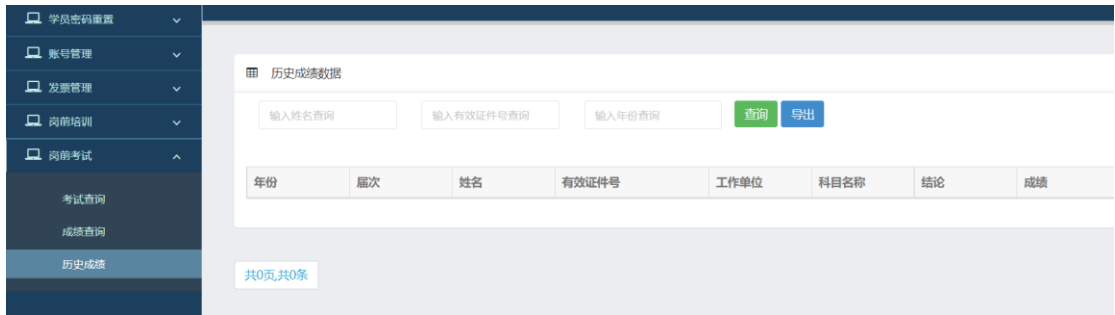 学员密码重置
账号管理
发票管理
岗前培训
岗前考试
考试查询
成绩查询
历史成绩
历史成绩数据
输入姓名查询 输入有效证件号查询 输入年份查询 查询 导出
年份 届次 姓名 有效证件号 工作单位 科目名称 结论 成绩
共0页,共0条